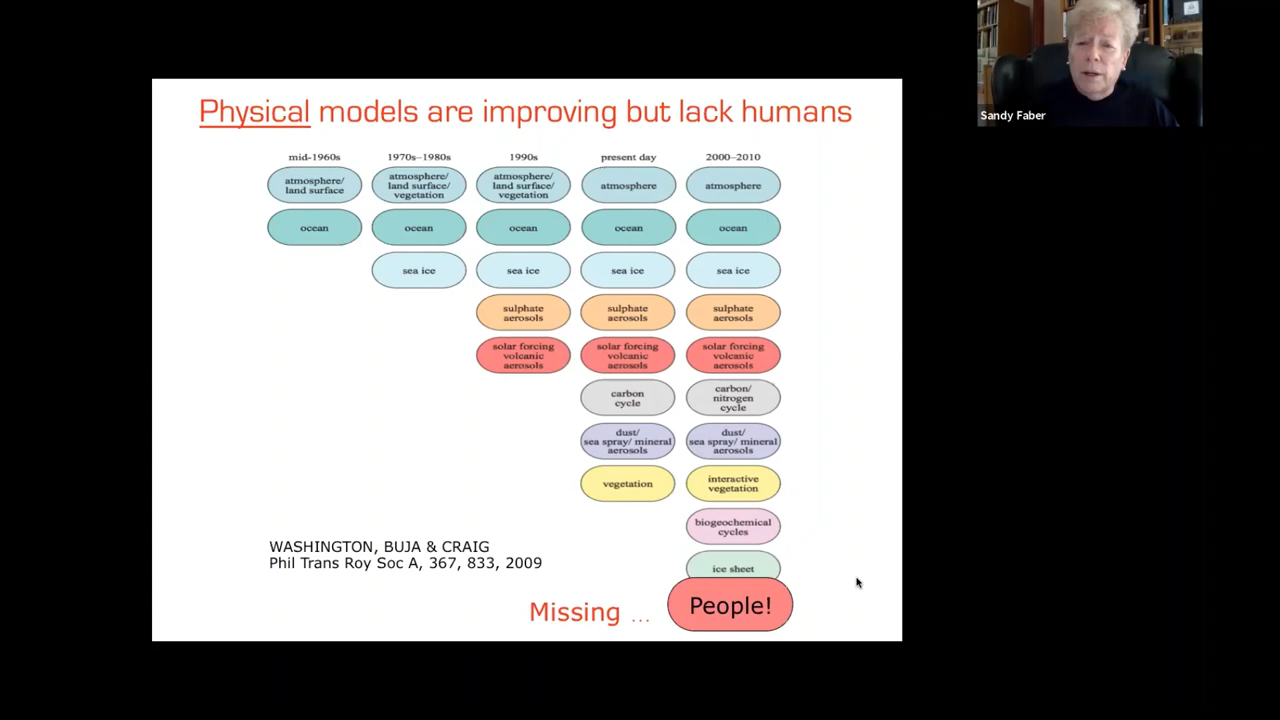 Sandy Faber
Physical models are improving but lack humans
mid-1960s 1970s–1980s 1990s present day 2000–2010
atmosphere/
land surface
atmosphere/
land surface/
vegetation
atmosphere/
land surface/
vegetation
atmosphere
atmosphere
ocean
ocean
ocean
ocean
ocean
sea ice
sea ice
sea ice
sea ice
sulphate
aerosols
sulphate
aerosols
sulphate
aerosols
solar forcing
volcanic
aerosols
solar forcing
volcanic
aerosols
solar forcing
volcanic
aerosols
carbon
cycle
carbon/
nitrogen
cycle
dust/
sea spray/ mineral
aerosols
dust/
sea spray/ mineral
aerosols
vegetation
interactive
vegetation
biogeochemical
cycles
ice sheet
WASHINGTON, BUJA & CRAIG
Phil Trans Roy Soc A, 367, 833, 2009
Missing ...
People!